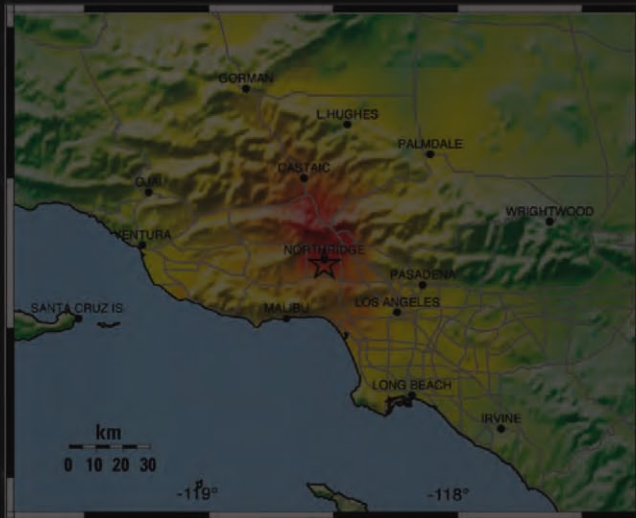 GORMAN
L.HUGHES
PALMDALE
CASTAIC
OJAI
WRIGHTWOOD
VENTURA
NORTHRIDGE
PASADENA
SANTA CRUZ IS.
MALIBU
LOS ANGELES
LONG BEACH
IRVINE
km
0 10 20 30
-119°
-118°